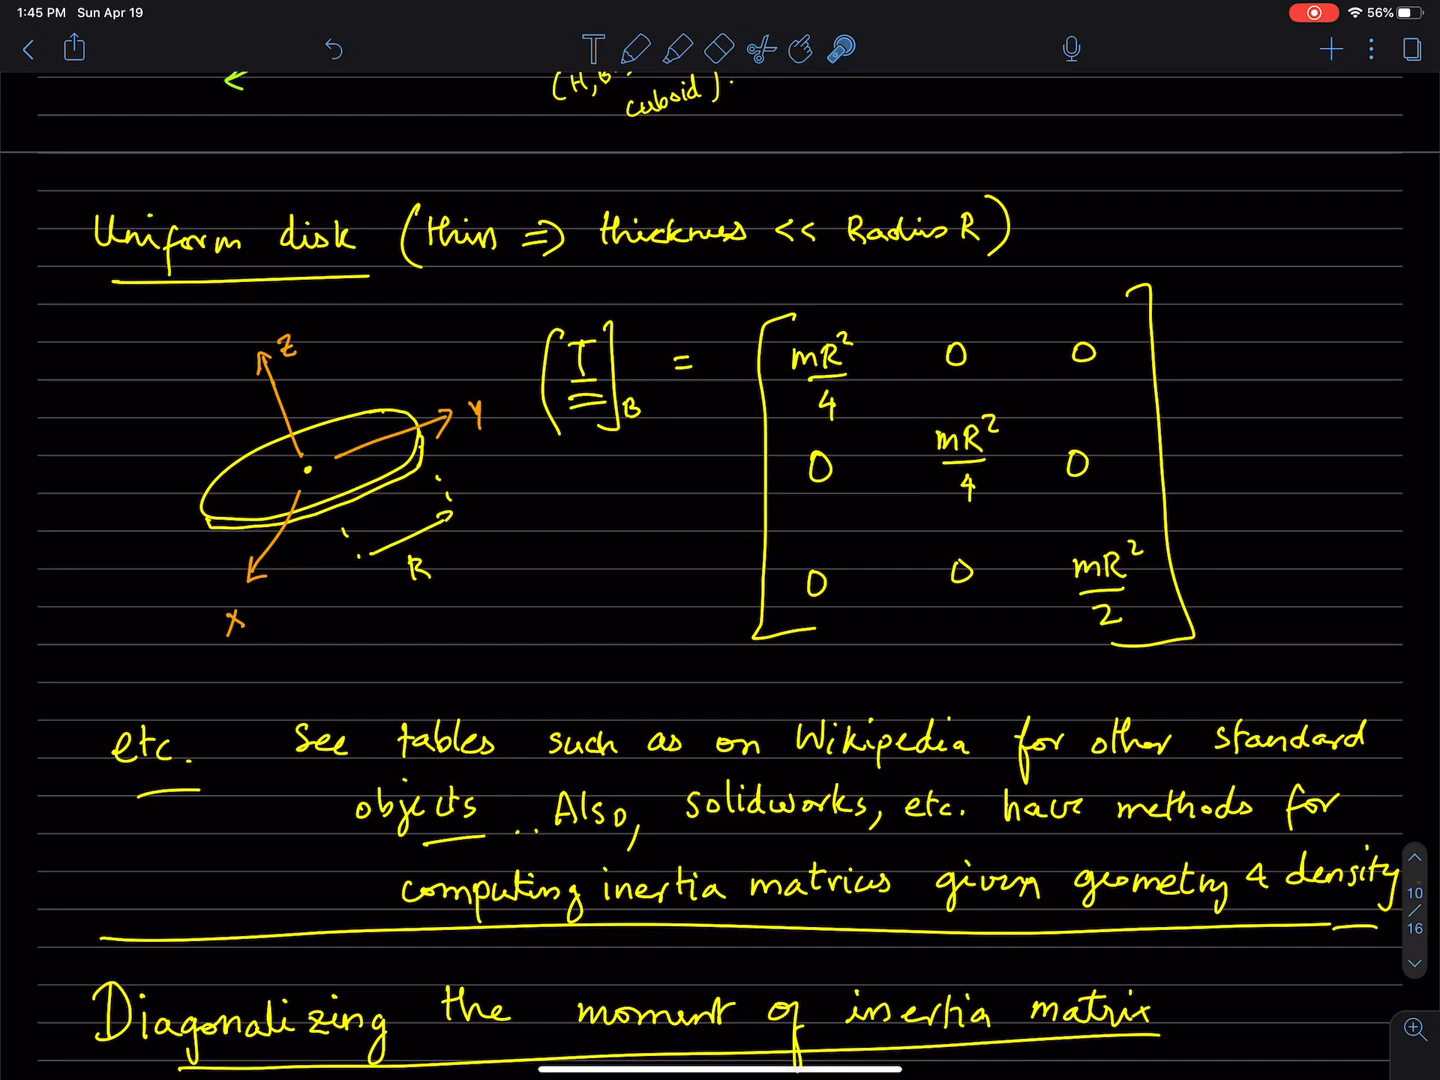 1:45 PM Sun Apr 19
56%
(H, B
cuboid).
Uniform disk (thin => thickness << Radius R)
Z
Y
X
R
[I]B = [mR²/4 0 0
0 mR²/4 0
0 0 mR²/2]
etc. See tables such as on Wikipedia for other standard
objects .. Also, Solidworks, etc. have methods for
computing inertia matrices given geometry & density
10
/
16
Diagonalizing the moment of inertia matrix